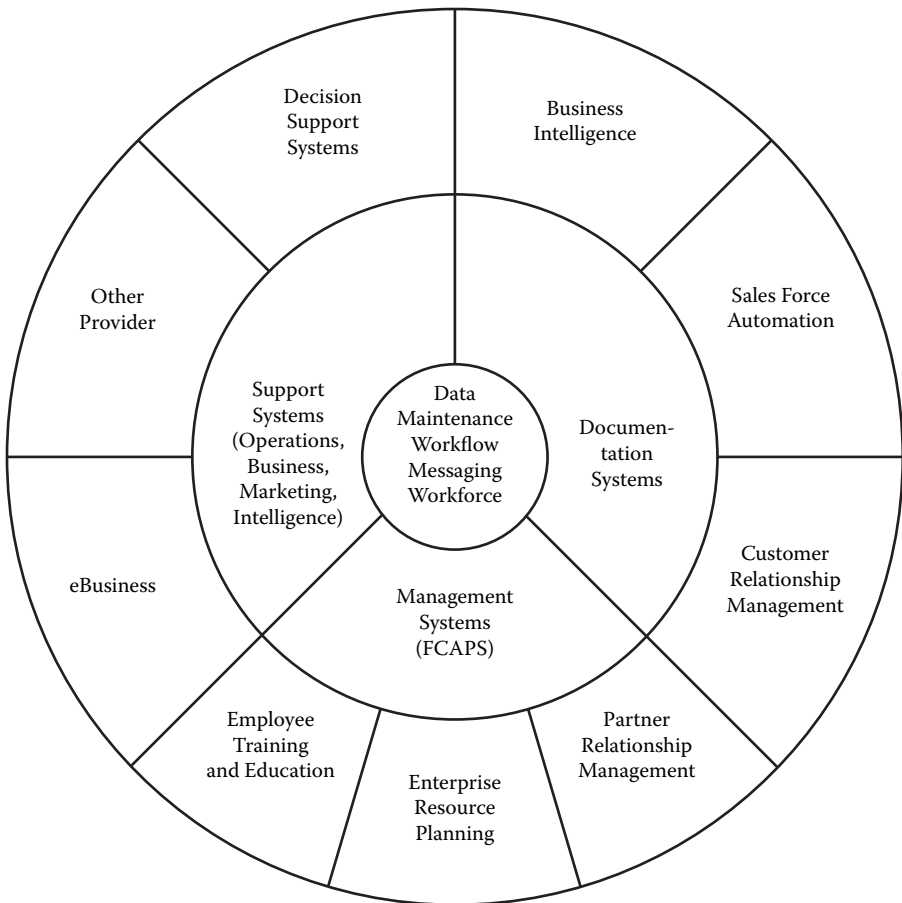 Decision
Support
Systems
Business
Intelligence
Other
Provider
Sales Force
Automation
Support
Systems
(Operations,
Business,
Marketing,
Intelligence)
Data
Maintenance
Workflow
Messaging
Workforce
Documen-
tation
Systems
eBusiness
Management
Systems
(FCAPS)
Customer
Relationship
Management
Employee
Training
and Education
Enterprise
Resource
Planning
Partner
Relationship
Management